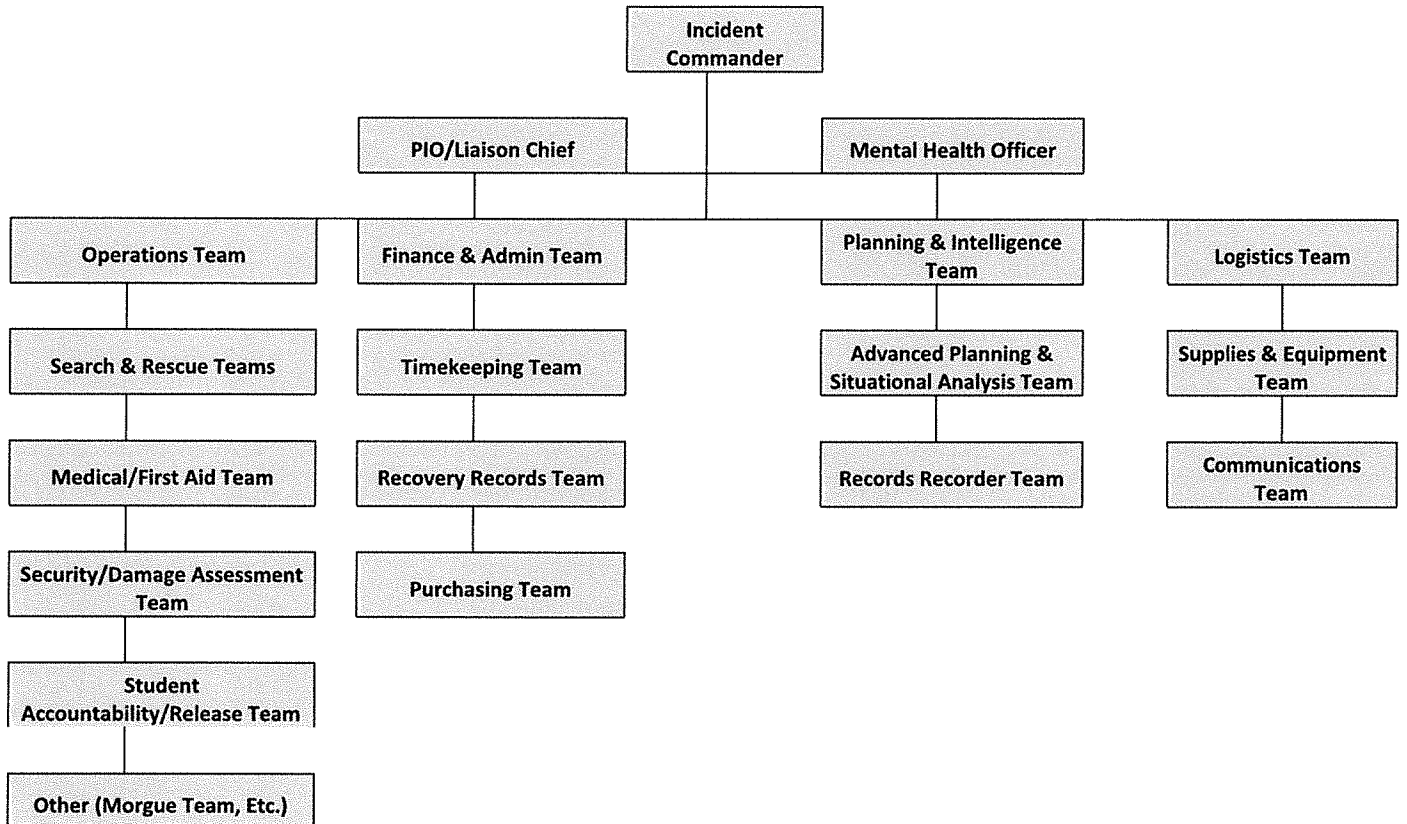 Incident
Commander
PIO/Liaison Chief
Mental Health Officer
Operations Team
Finance & Admin Team
Planning & Intelligence
Team
Logistics Team
Search & Rescue Teams
Timekeeping Team
Advanced Planning &
Situational Analysis Team
Supplies & Equipment
Team
Medical/First Aid Team
Recovery Records Team
Records Recorder Team
Communications
Team
Security/Damage Assessment
Team
Purchasing Team
Student
Accountability/Release Team
Other (Morgue Team, Etc.)